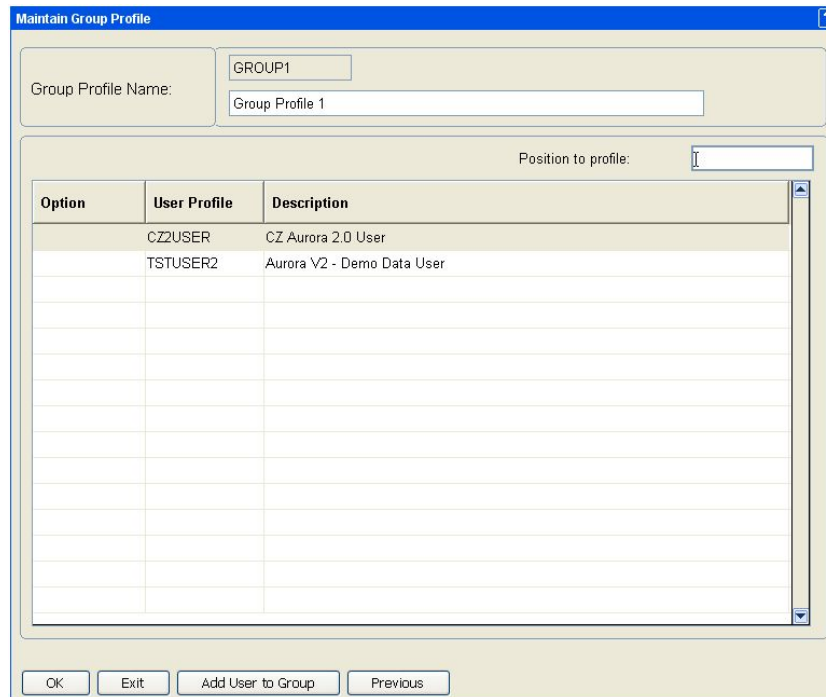 Maintain Group Profile
?
Group Profile Name:
GROUP1
Group Profile 1
Position to profile:
Option User Profile Description
CZ2USER CZ Aurora 2.0 User
TSTUSER2 Aurora V2 - Demo Data User
OK Exit Add User to Group Previous